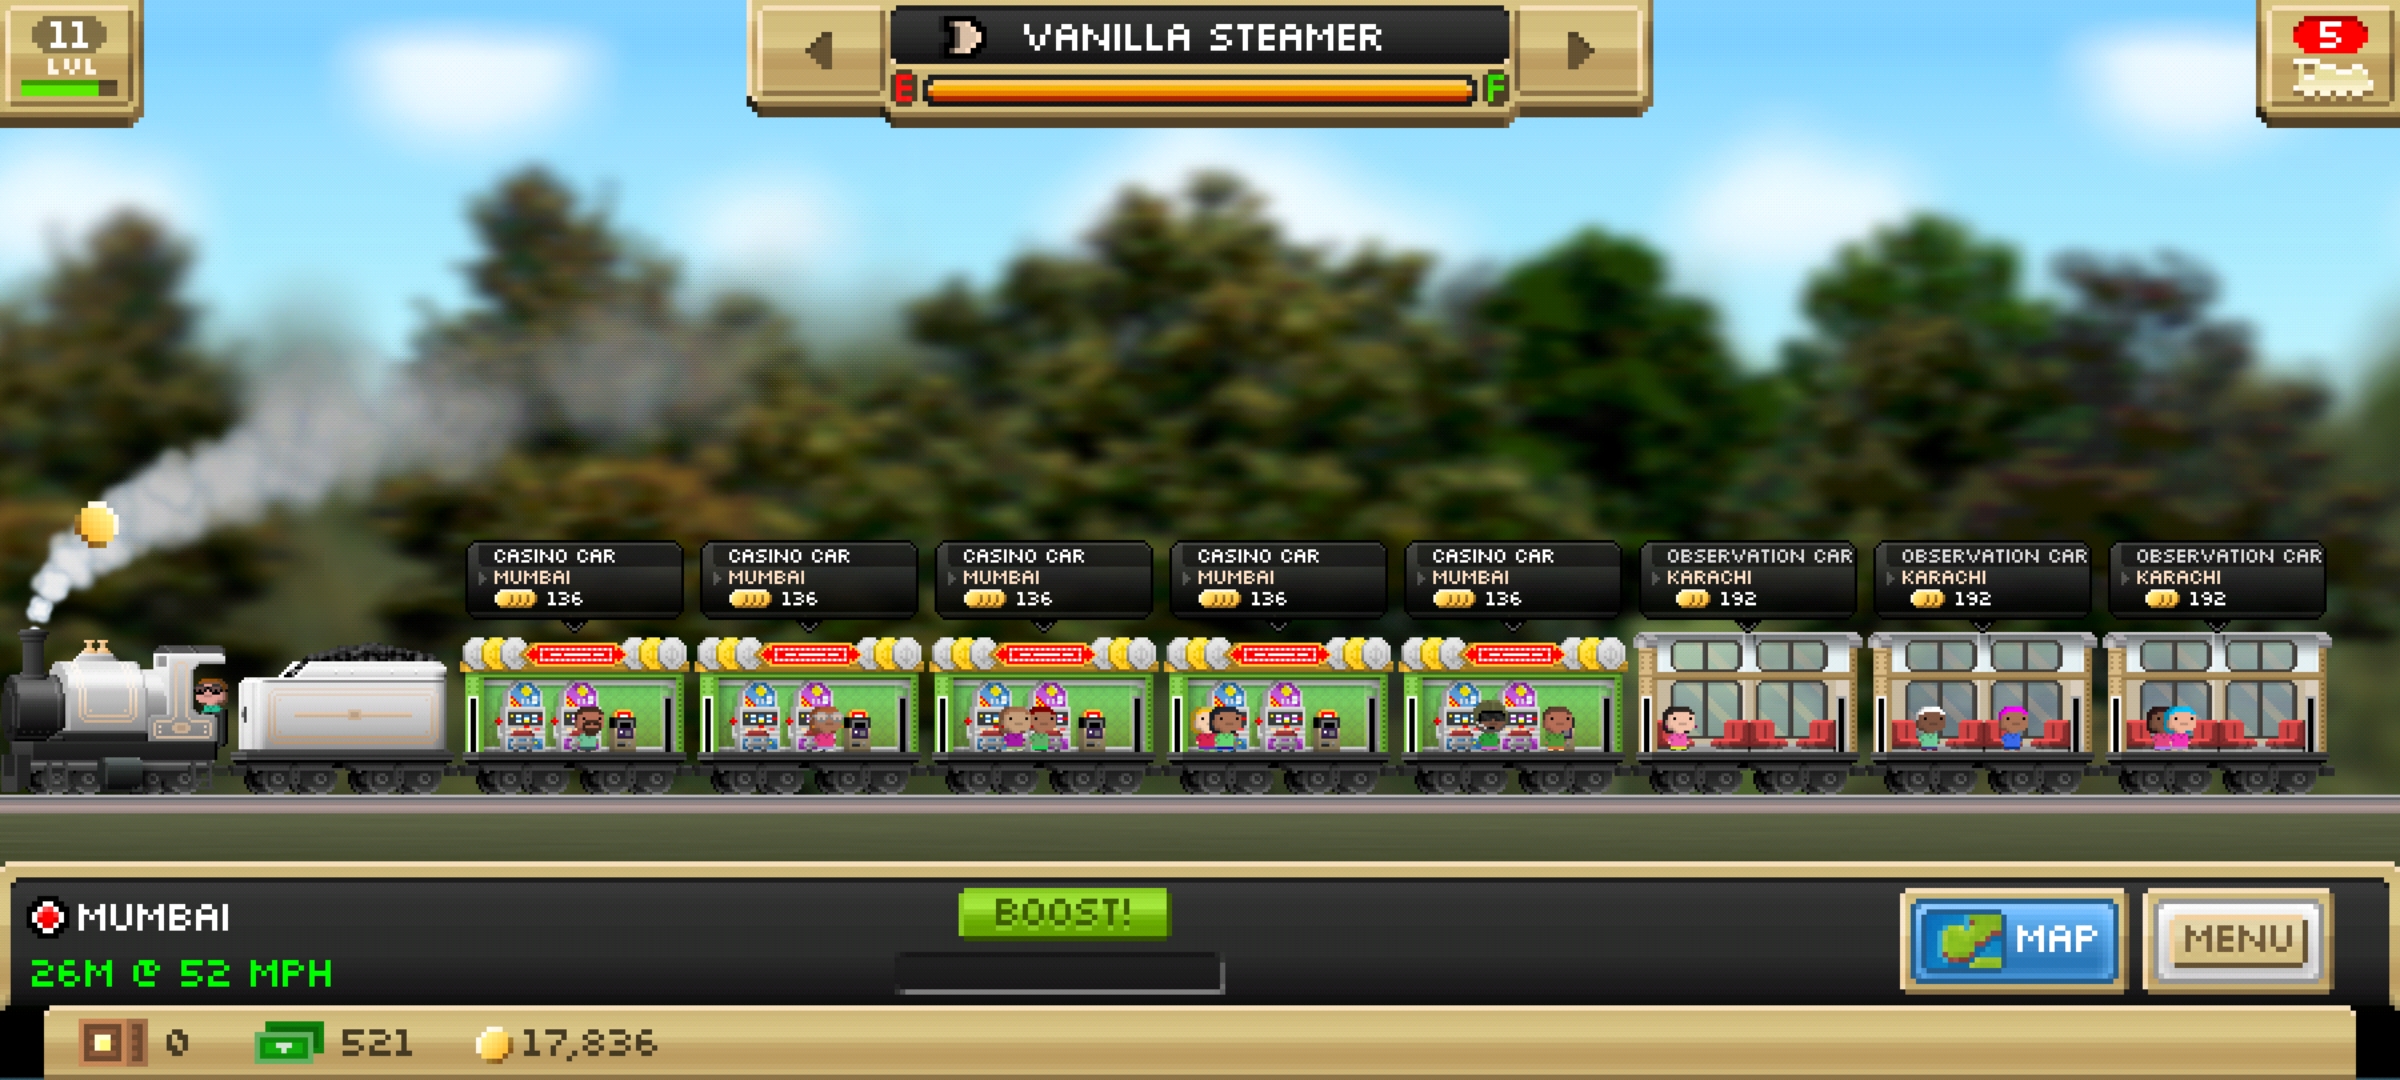 11
LVL
VANILLA STEAMER
E F
5
CASINO CAR
MUMBAI
136
CASINO CAR
MUMBAI
136
CASINO CAR
MUMBAI
136
CASINO CAR
MUMBAI
136
CASINO CAR
MUMBAI
136
OBSERVATION CAR
KARACHI
192
OBSERVATION CAR
KARACHI
192
OBSERVATION CAR
KARACHI
192
MUMBAI
26M @ 52 MPH
BOOST!
MAP
MENU
0
521
17,836